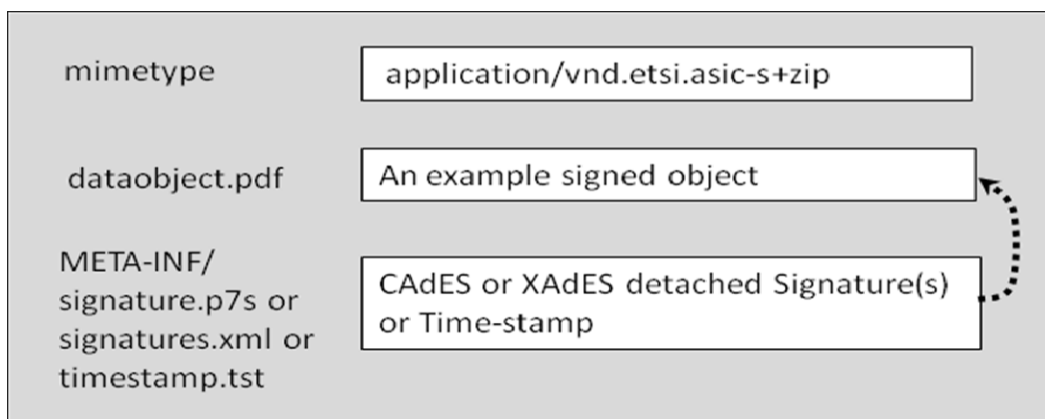 mimetype
application/vnd.etsi.asic-s+zip
dataobject.pdf
An example signed object
META-INF/
signature.p7s or
signatures.xml or
timestamp.tst
CAdES or XAdES detached Signature(s)
or Time-stamp